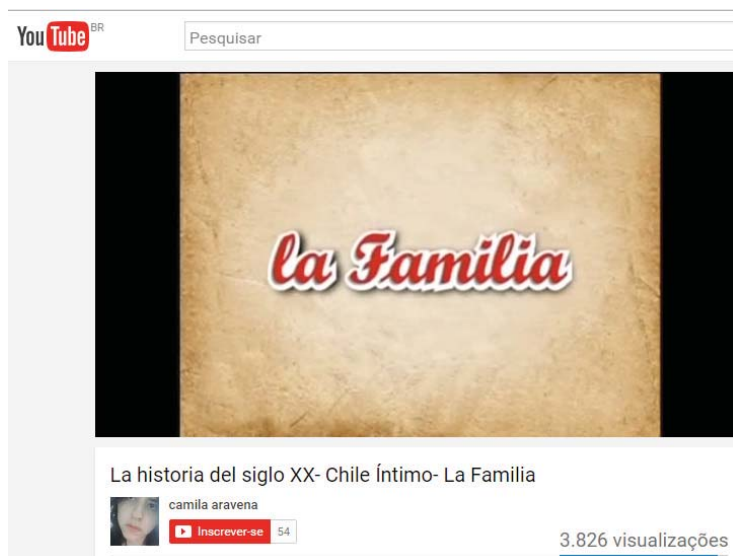 YouTube BR
Pesquisar
la Familia
La historia del siglo XX- Chile Íntimo- La Familia
camila aravena
Inscrever-se 54
3.826 visualizações